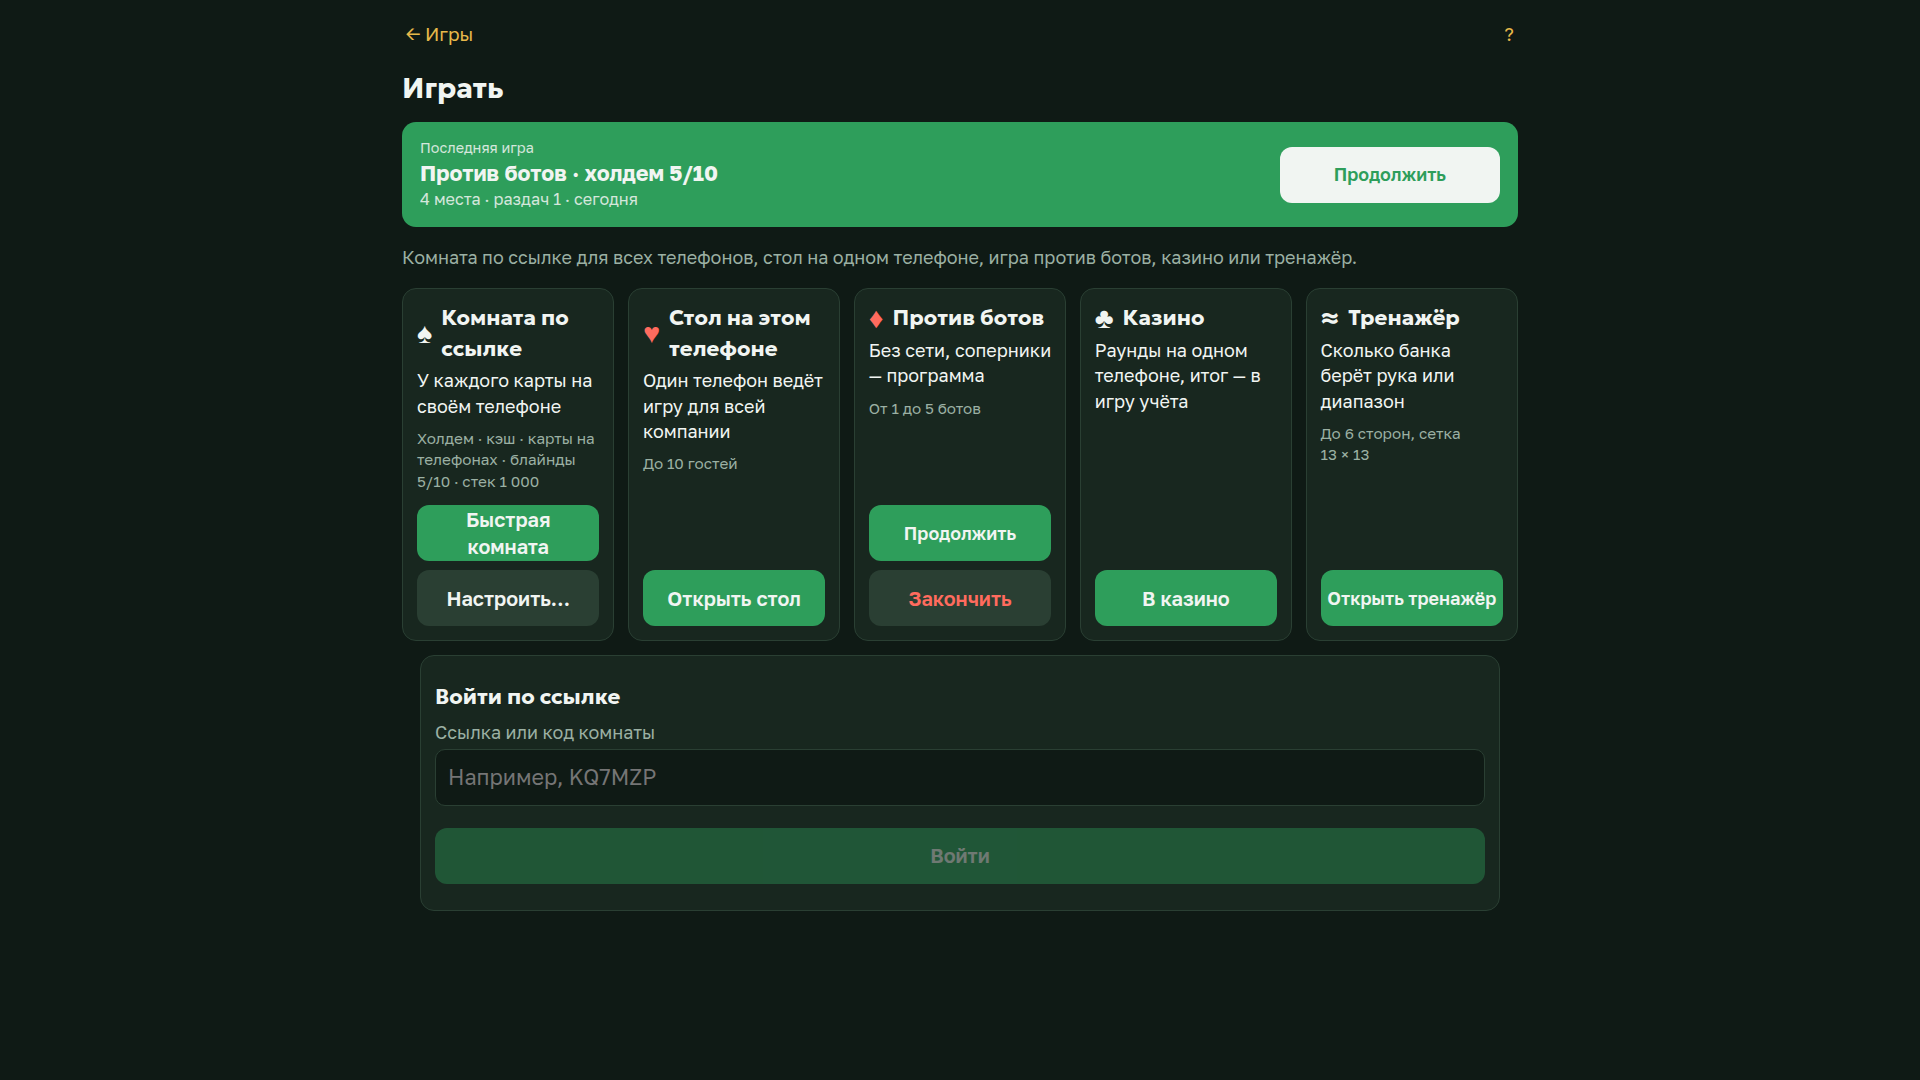 ← Игры
?
Играть
Последняя игра
Против ботов · холдем 5/10
4 места · раздач 1 · сегодня
Продолжить
Комната по ссылке для всех телефонов, стол на одном телефоне, игра против ботов, казино или тренажёр.
♠ Комната по
ссылке
У каждого карты на
своём телефоне
Холдем · кэш · карты на
телефонах · блайнды
5/10 · стек 1 000
Быстрая
комната
Настроить...
♥ Стол на этом
телефоне
Один телефон ведёт
игру для всей
компании
До 10 гостей
Открыть стол
♦ Против ботов
Без сети, соперники
— программа
От 1 до 5 ботов
Продолжить
Закончить
♣ Казино
Раунды на одном
телефоне, итог — в
игру учёта
В казино
≈ Тренажёр
Сколько банка
берёт рука или
диапазон
До 6 сторон, сетка
13 × 13
Открыть тренажёр
Войти по ссылке
Ссылка или код комнаты
Например, KQ7MZP
Войти